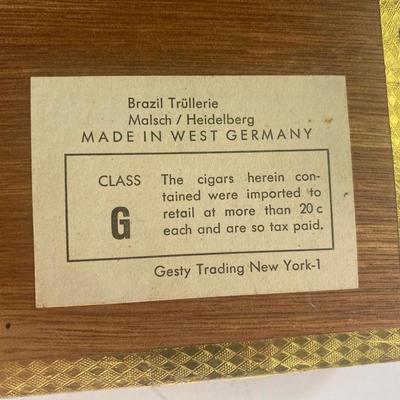 Brazil Trüllerie
Malsch / Heidelberg
MADE IN WEST GERMANY
CLASS
G
The cigars herein con-
tained were imported to
retail at more than 20 c
each and are so tax paid.
Gesty Trading New York-1